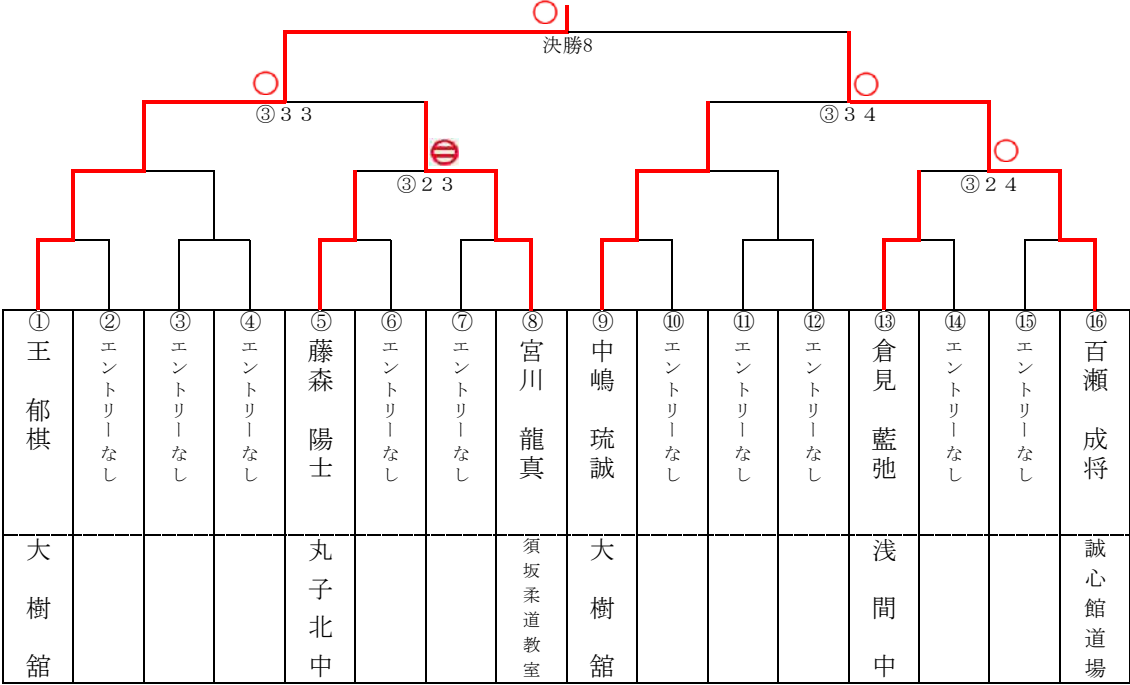 決勝8
③３３
③３４
③２３
③２４
①
王　郁棋
大樹舘
②
エントリーなし
③
エントリーなし
④
エントリーなし
⑤
藤森　陽士
丸子北中
⑥
エントリーなし
⑦
エントリーなし
⑧
宮川　龍真
須坂柔道教室
⑨
中嶋　琉誠
大樹舘
⑩
エントリーなし
⑪
エントリーなし
⑫
エントリーなし
⑬
倉見　藍弛
浅間中
⑭
エントリーなし
⑮
エントリーなし
⑯
百瀬　成将
誠心館道場